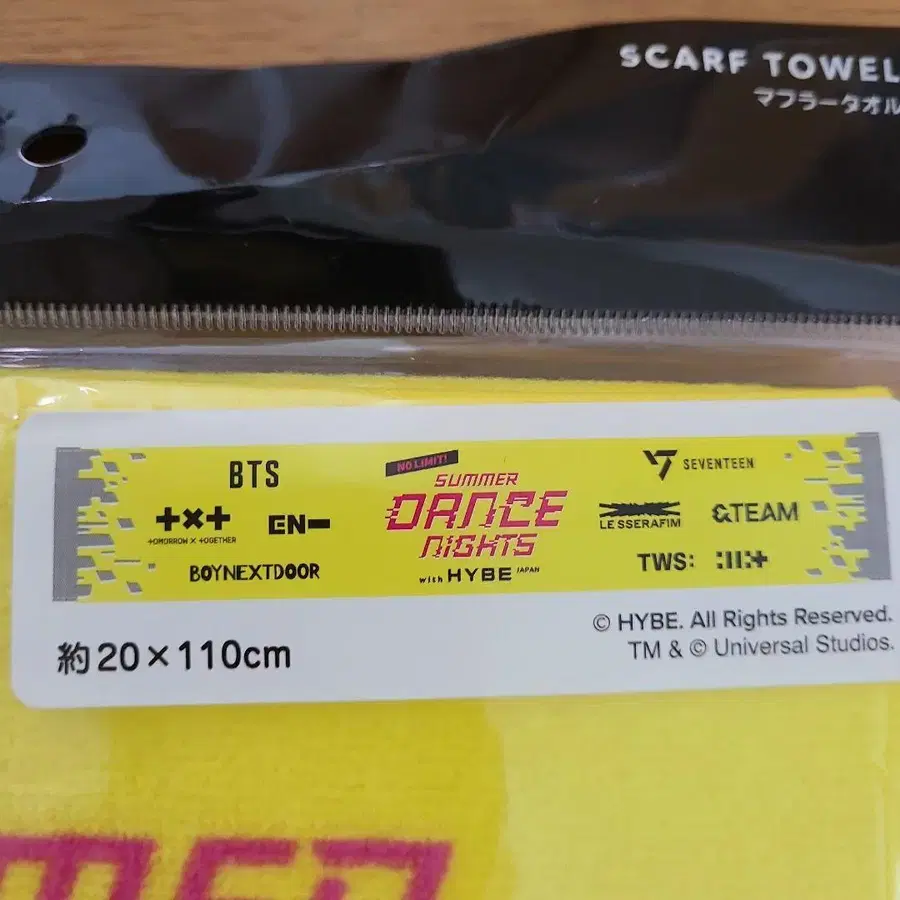 SCARF TOWEL
マフラータオル
BTS
TOMORROW × TOGETHER
EN-
BOYNEXTDOOR
NO LIMIT!
SUMMER
DANCE
NIGHTS
with HYBE JAPAN
SEVENTEEN
LE SSERAFIM
&TEAM
TWS:
約20×110cm
© HYBE. All Rights Reserved.
TM & © Universal Studios.